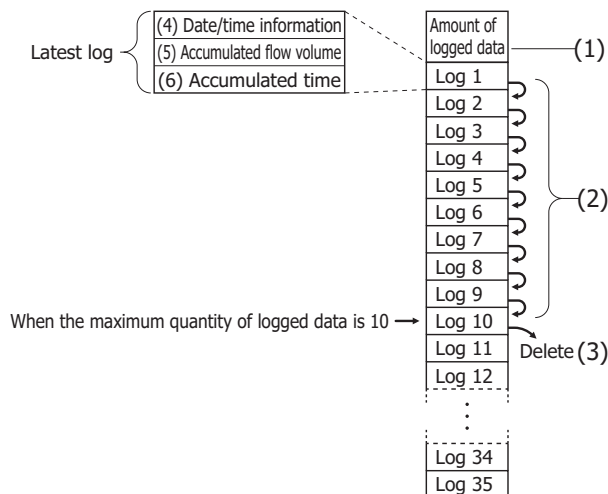 (4) Date/time information
(5) Accumulated flow volume
(6) Accumulated time
Latest log
Amount of
logged data
(1)
Log 1
Log 2
Log 3
Log 4
Log 5
Log 6
Log 7
Log 8
Log 9
(2)
When the maximum quantity of logged data is 10
Log 10
Log 11
Delete (3)
Log 12
Log 34
Log 35